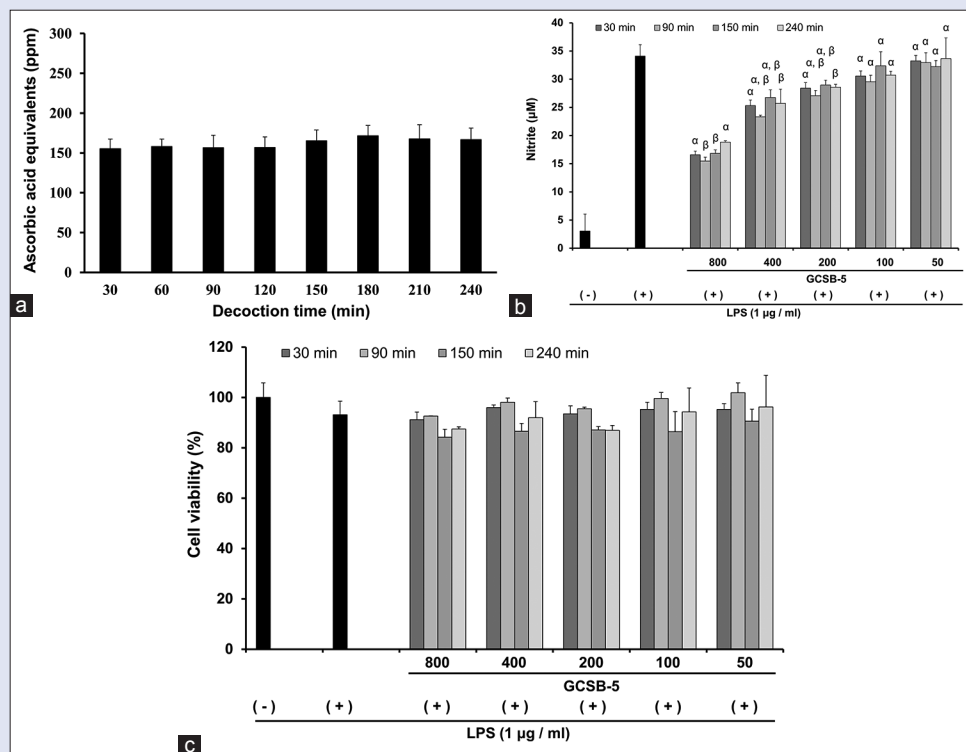 Ascorbic acid equivalents (ppm)
300
250
200
150
100
50
0
30 60 90 120 150 180 210 240
Decoction time (min)
a
Nitrite (µM)
30 min 90 min 150 min 240 min
40
35
30
25
20
15
10
5
0
α β β α
α α, β α, β β
α α, β α, β β
α α α α
α α α α
800 400 200 100 50
GCSB-5
( - ) ( + ) ( + ) ( + ) ( + ) ( + ) ( + )
LPS (1 µg / ml)
b
Cell viability (%)
30 min 90 min 150 min 240 min
120
100
80
60
40
20
0
800 400 200 100 50
GCSB-5
( - ) ( + ) ( + ) ( + ) ( + ) ( + ) ( + )
LPS (1 µg / ml)
c